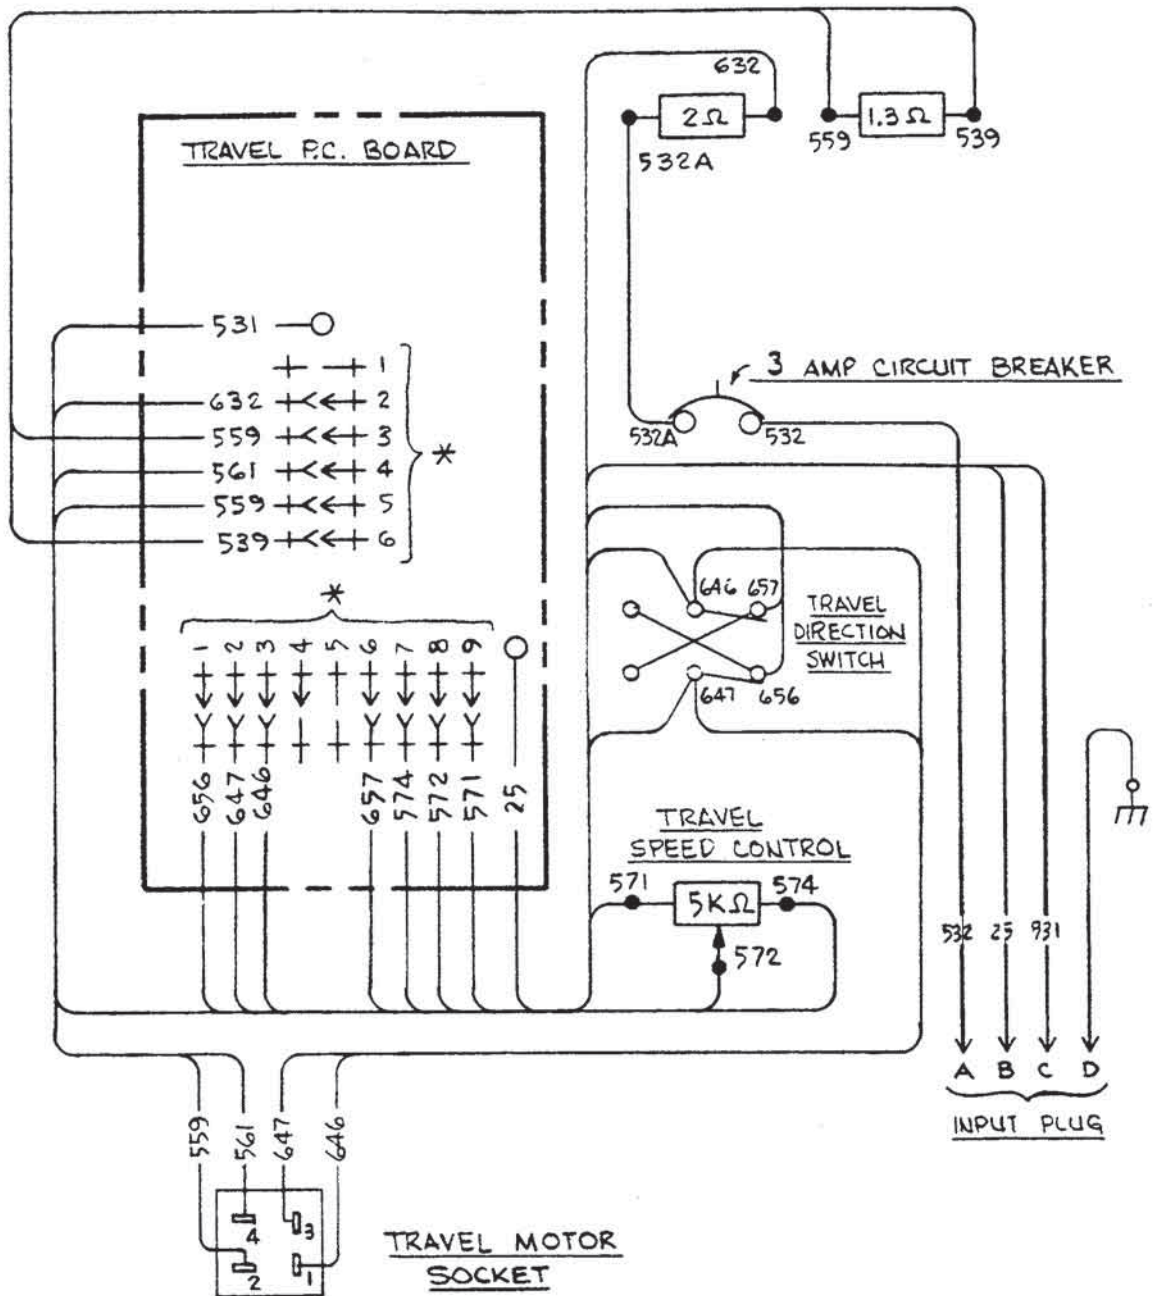 632
2Ω
1.3Ω
532A
559
539
TRAVEL P.C. BOARD
531
1
632
2
559
3
561
4
559
5
539
6
*
3 AMP CIRCUIT BREAKER
532A
532
646
657
TRAVEL
DIRECTION
SWITCH
647
656
*
1
2
3
4
5
6
7
8
9
656
647
646
657
574
572
571
25
TRAVEL
SPEED CONTROL
571
5KΩ
574
572
532
25
931
A
B
C
D
INPUT PLUG
559
561
647
646
4
3
2
1
TRAVEL MOTOR
SOCKET